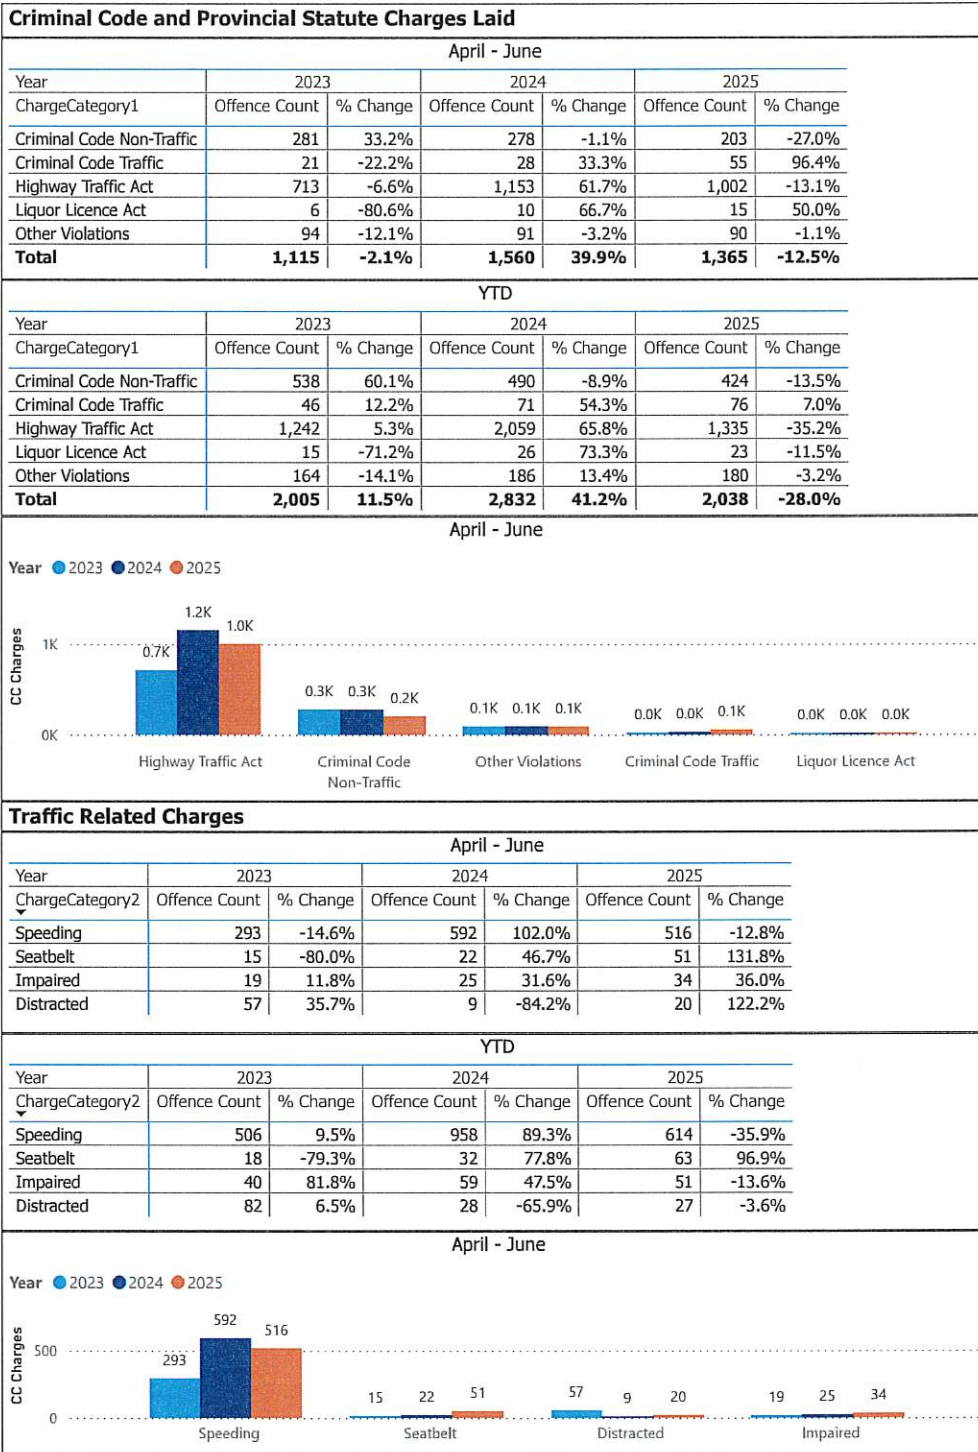 Criminal Code and Provincial Statute Charges Laid
April - June
Year 2023 2024 2025
ChargeCategory1 Offence Count % Change Offence Count % Change Offence Count % Change
Criminal Code Non-Traffic 281 33.2% 278 -1.1% 203 -27.0%
Criminal Code Traffic 21 -22.2% 28 33.3% 55 96.4%
Highway Traffic Act 713 -6.6% 1,153 61.7% 1,002 -13.1%
Liquor Licence Act 6 -80.6% 10 66.7% 15 50.0%
Other Violations 94 -12.1% 91 -3.2% 90 -1.1%
Total 1,115 -2.1% 1,560 39.9% 1,365 -12.5%
YTD
Year 2023 2024 2025
ChargeCategory1 Offence Count % Change Offence Count % Change Offence Count % Change
Criminal Code Non-Traffic 538 60.1% 490 -8.9% 424 -13.5%
Criminal Code Traffic 46 12.2% 71 54.3% 76 7.0%
Highway Traffic Act 1,242 5.3% 2,059 65.8% 1,335 -35.2%
Liquor Licence Act 15 -71.2% 26 73.3% 23 -11.5%
Other Violations 164 -14.1% 186 13.4% 180 -3.2%
Total 2,005 11.5% 2,832 41.2% 2,038 -28.0%
April - June
Year 2023 2024 2025
CC Charges
1K
0K
0.7K 1.2K 1.0K
0.3K 0.3K 0.2K
0.1K 0.1K 0.1K
0.0K 0.0K 0.1K
0.0K 0.0K 0.0K
Highway Traffic Act Criminal Code Other Violations Criminal Code Traffic Liquor Licence Act
Non-Traffic
Traffic Related Charges
April - June
Year 2023 2024 2025
ChargeCategory2 Offence Count % Change Offence Count % Change Offence Count % Change
Speeding 293 -14.6% 592 102.0% 516 -12.8%
Seatbelt 15 -80.0% 22 46.7% 51 131.8%
Impaired 19 11.8% 25 31.6% 34 36.0%
Distracted 57 35.7% 9 -84.2% 20 122.2%
YTD
Year 2023 2024 2025
ChargeCategory2 Offence Count % Change Offence Count % Change Offence Count % Change
Speeding 506 9.5% 958 89.3% 614 -35.9%
Seatbelt 18 -79.3% 32 77.8% 63 96.9%
Impaired 40 81.8% 59 47.5% 51 -13.6%
Distracted 82 6.5% 28 -65.9% 27 -3.6%
April - June
Year 2023 2024 2025
CC Charges
500
0
293 592 516
15 22 51
57 9 20
19 25 34
Speeding Seatbelt Distracted Impaired